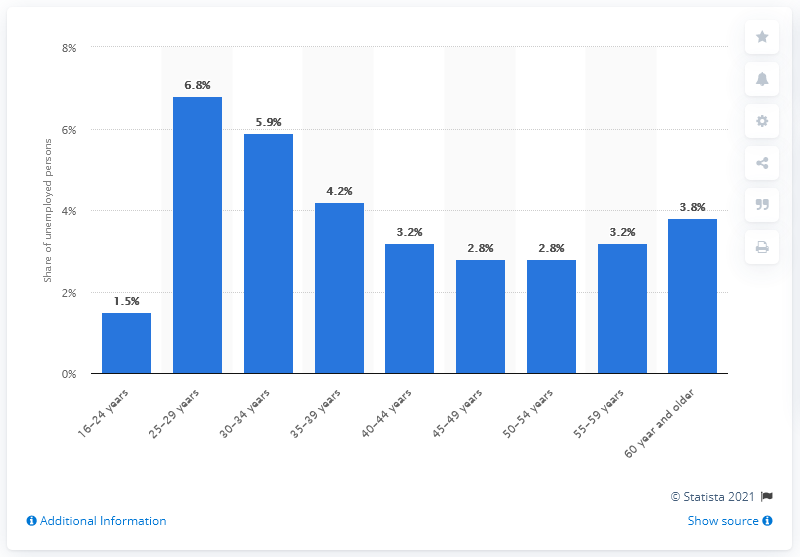 8%
6%
4%
2%
0%
Share of unemployed persons
1.5%
6.8%
5.9%
4.2%
3.2%
2.8%
2.8%
3.2%
3.8%
16–24 years
25–29 years
30–34 years
35–39 years
40–44 years
45–49 years
50–54 years
55–59 years
60 year and older
© Statista 2021
Additional Information
Show source